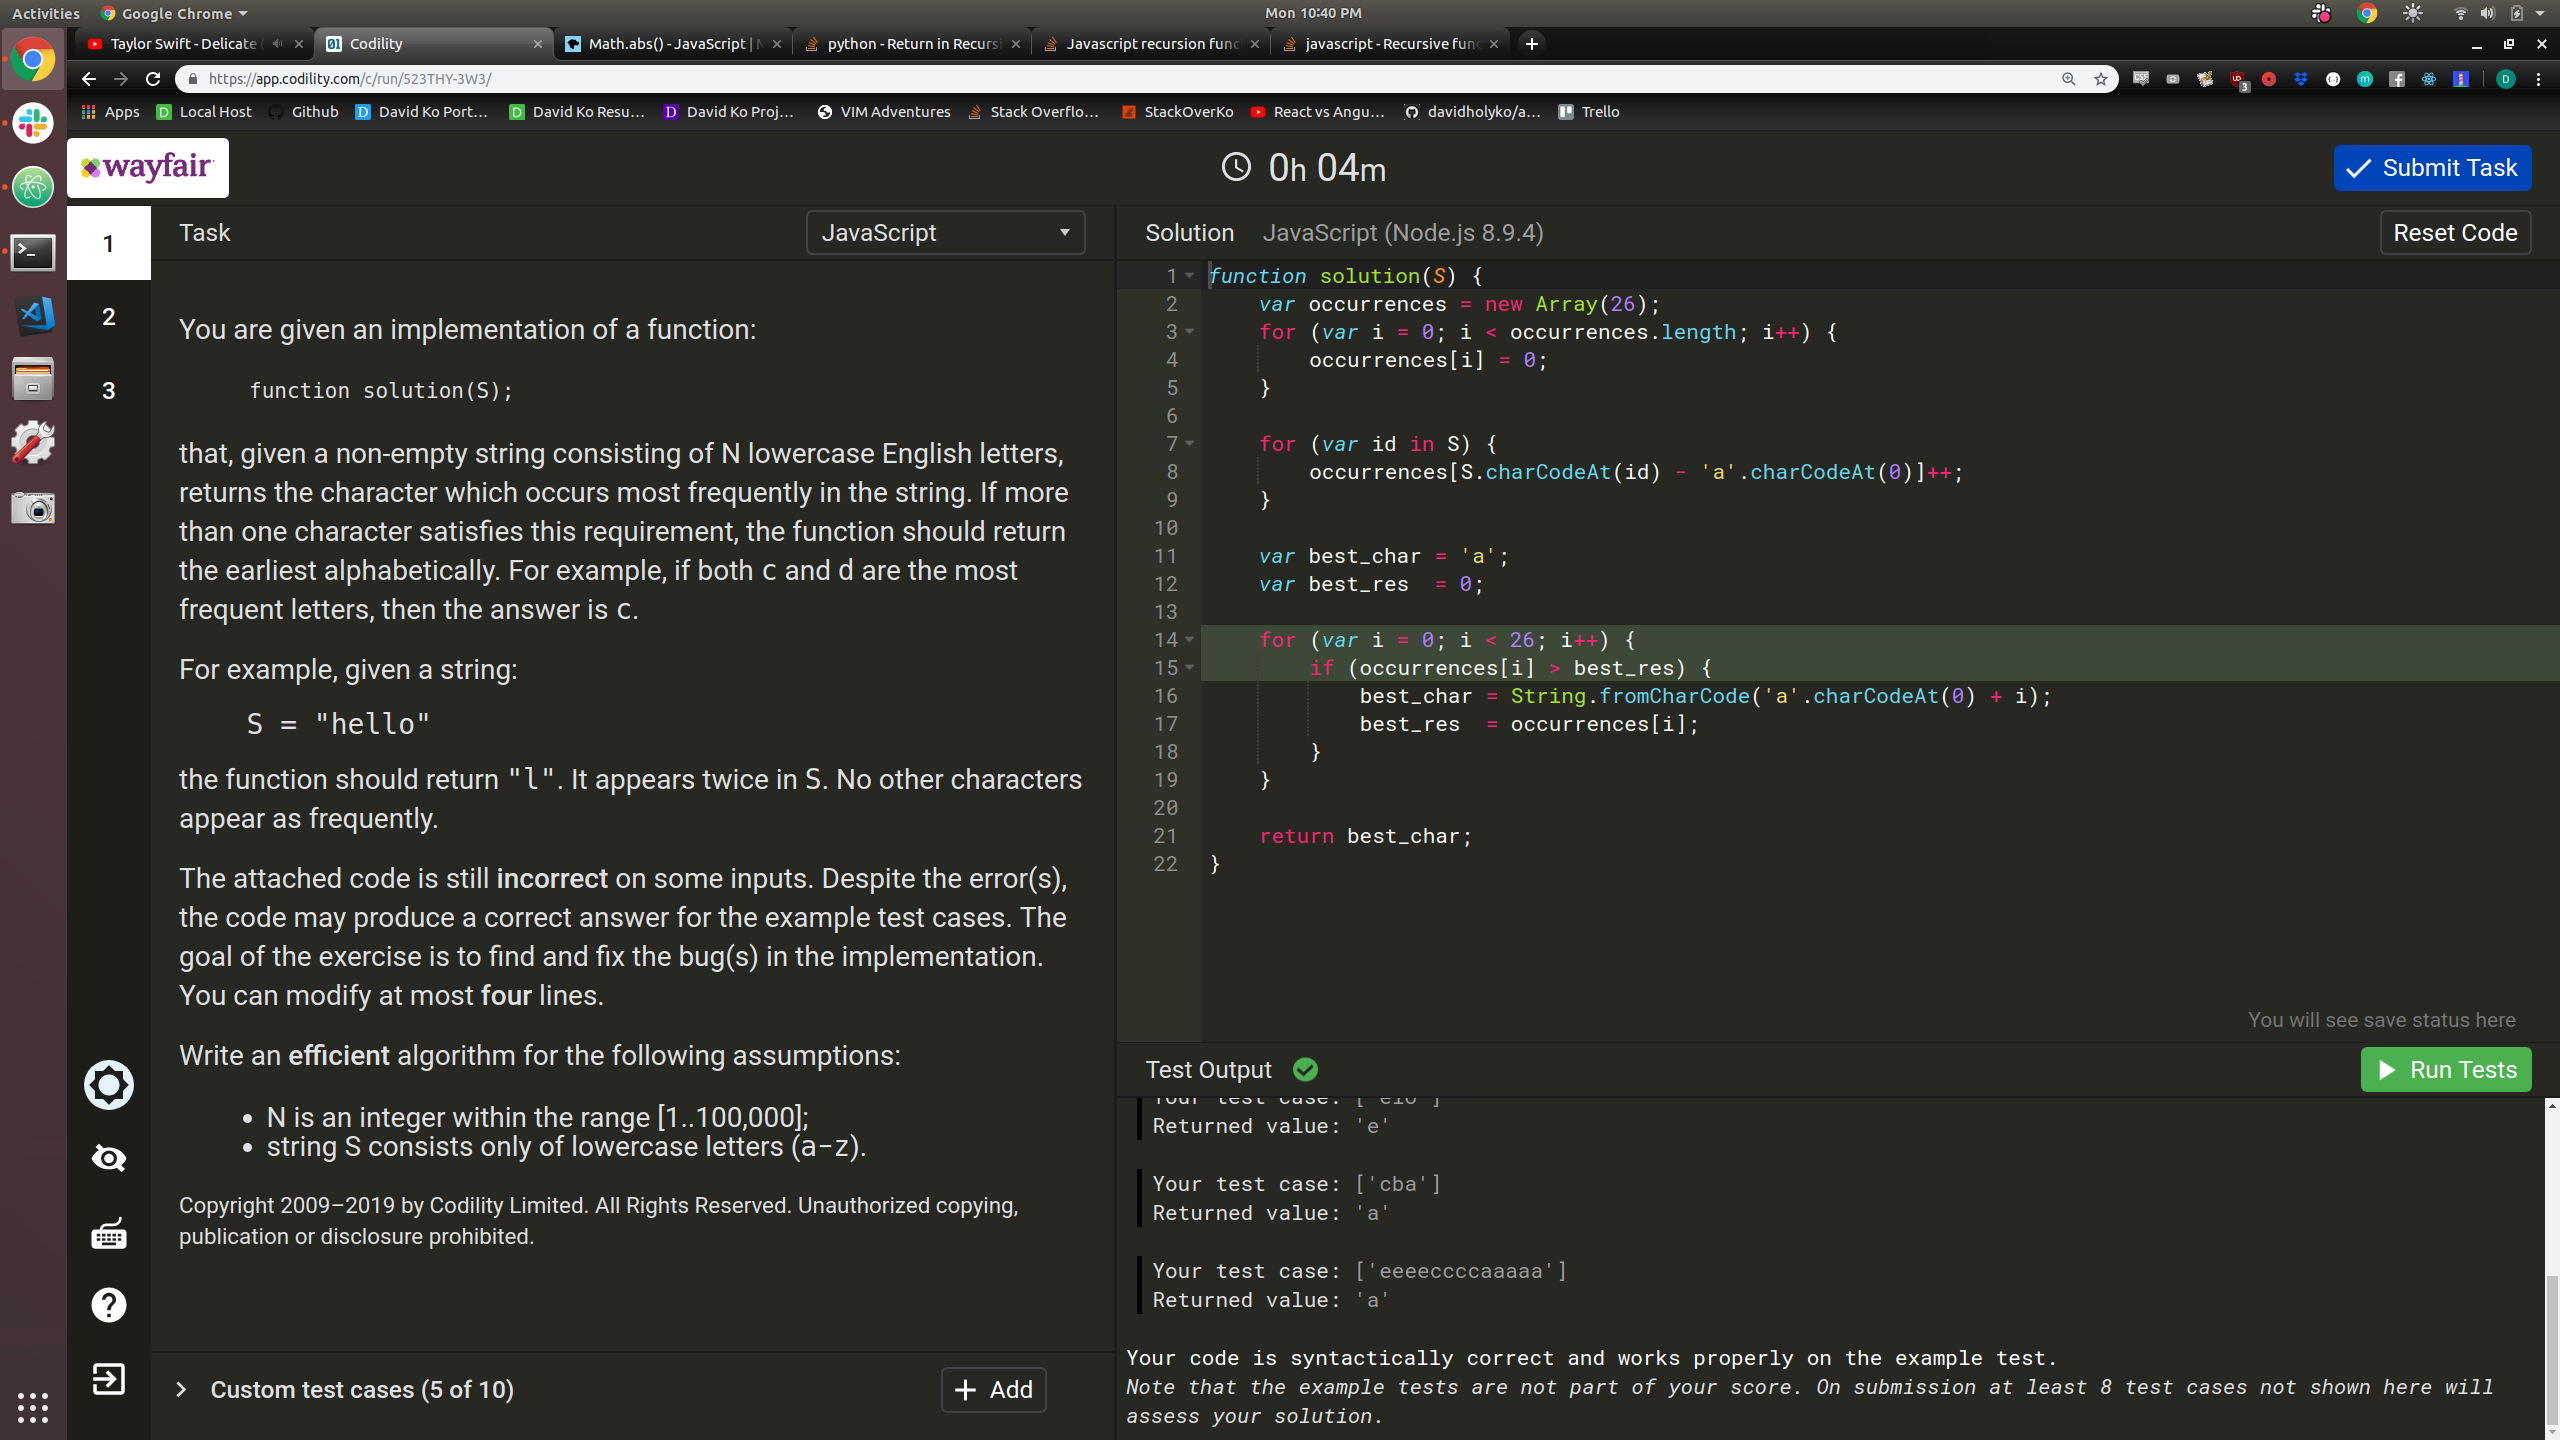 Activities
Google Chrome
Mon 10:40 PM
Taylor Swift - Delicate
Codility
Math.abs() - JavaScript |
python - Return in Recurs
Javascript recursion func
javascript - Recursive func
https://app.codility.com/c/run/523THY-3W3/
Apps
Local Host
Github
David Ko Port...
David Ko Resu...
David Ko Proj...
VIM Adventures
Stack Overflo...
StackOverKo
React vs Angu...
davidholyko/a...
Trello
wayfair
0h 04m
Submit Task
1
2
3
Task
JavaScript
You are given an implementation of a function:
function solution(S);
that, given a non-empty string consisting of N lowercase English letters,
returns the character which occurs most frequently in the string. If more
than one character satisfies this requirement, the function should return
the earliest alphabetically. For example, if both c and d are the most
frequent letters, then the answer is c.
For example, given a string:
S = "hello"
the function should return "l". It appears twice in S. No other characters
appear as frequently.
The attached code is still incorrect on some inputs. Despite the error(s),
the code may produce a correct answer for the example test cases. The
goal of the exercise is to find and fix the bug(s) in the implementation.
You can modify at most four lines.
Write an efficient algorithm for the following assumptions:
• N is an integer within the range [1..100,000];
• string S consists only of lowercase letters (a-z).
Copyright 2009–2019 by Codility Limited. All Rights Reserved. Unauthorized copying,
publication or disclosure prohibited.
Custom test cases (5 of 10)
+ Add
Solution
JavaScript (Node.js 8.9.4)
Reset Code
1 function solution(S) {
2 var occurrences = new Array(26);
3 for (var i = 0; i < occurrences.length; i++) {
4 occurrences[i] = 0;
5 }
6
7 for (var id in S) {
8 occurrences[S.charCodeAt(id) - 'a'.charCodeAt(0)]++;
9 }
10
11 var best_char = 'a';
12 var best_res  = 0;
13
14 for (var i = 0; i < 26; i++) {
15 if (occurrences[i] > best_res) {
16 best_char = String.fromCharCode('a'.charCodeAt(0) + i);
17 best_res  = occurrences[i];
18 }
19 }
20
21 return best_char;
22 }
You will see save status here
Test Output
Run Tests
Your test case: ['elo']
Returned value: 'e'
Your test case: ['cba']
Returned value: 'a'
Your test case: ['eeeeccccaaaaa']
Returned value: 'a'
Your code is syntactically correct and works properly on the example test.
Note that the example tests are not part of your score. On submission at least 8 test cases not shown here will
assess your solution.